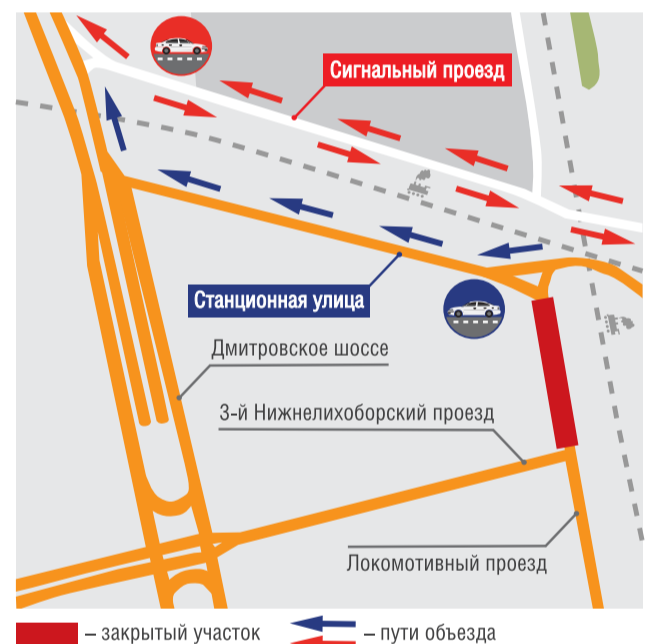 Сигнальный проезд
Станционная улица
Дмитровское шоссе
3-й Нижнелихоборский проезд
Локомотивный проезд
– закрытый участок
– пути объезда